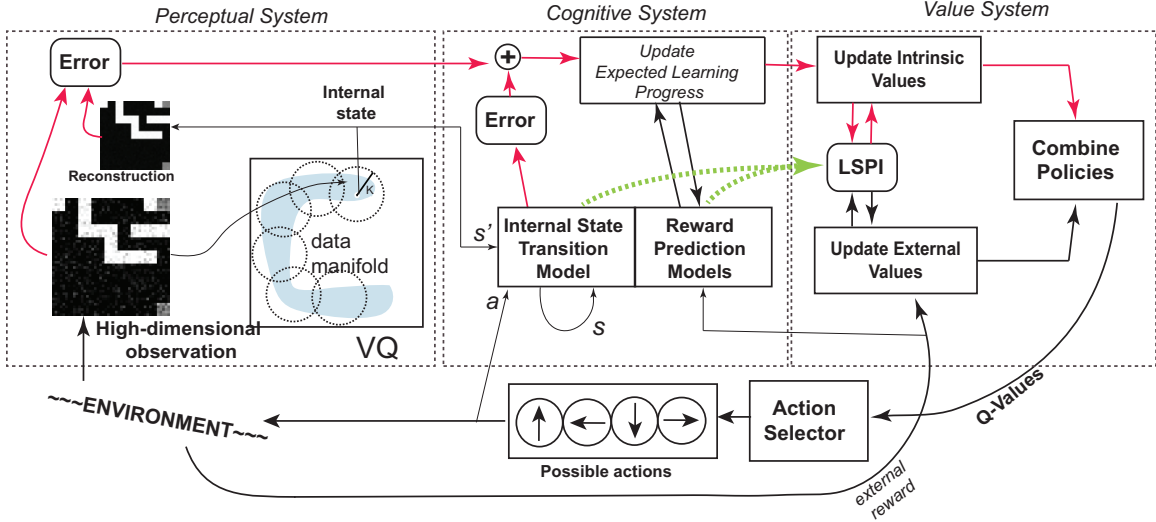 Perceptual System
Cognitive System
Value System
Error
+
Update
Expected Learning
Progress
Update Intrinsic
Values
Internal
state
Error
Reconstruction
K
LSPI
Combine
Policies
data
manifold
s'
Internal State
Transition
Model
Reward
Prediction
Models
Update External
Values
a
s
High-dimensional
observation
VQ
~~~ENVIRONMENT~~~
Action
Selector
Q-Values
Possible actions
external
reward